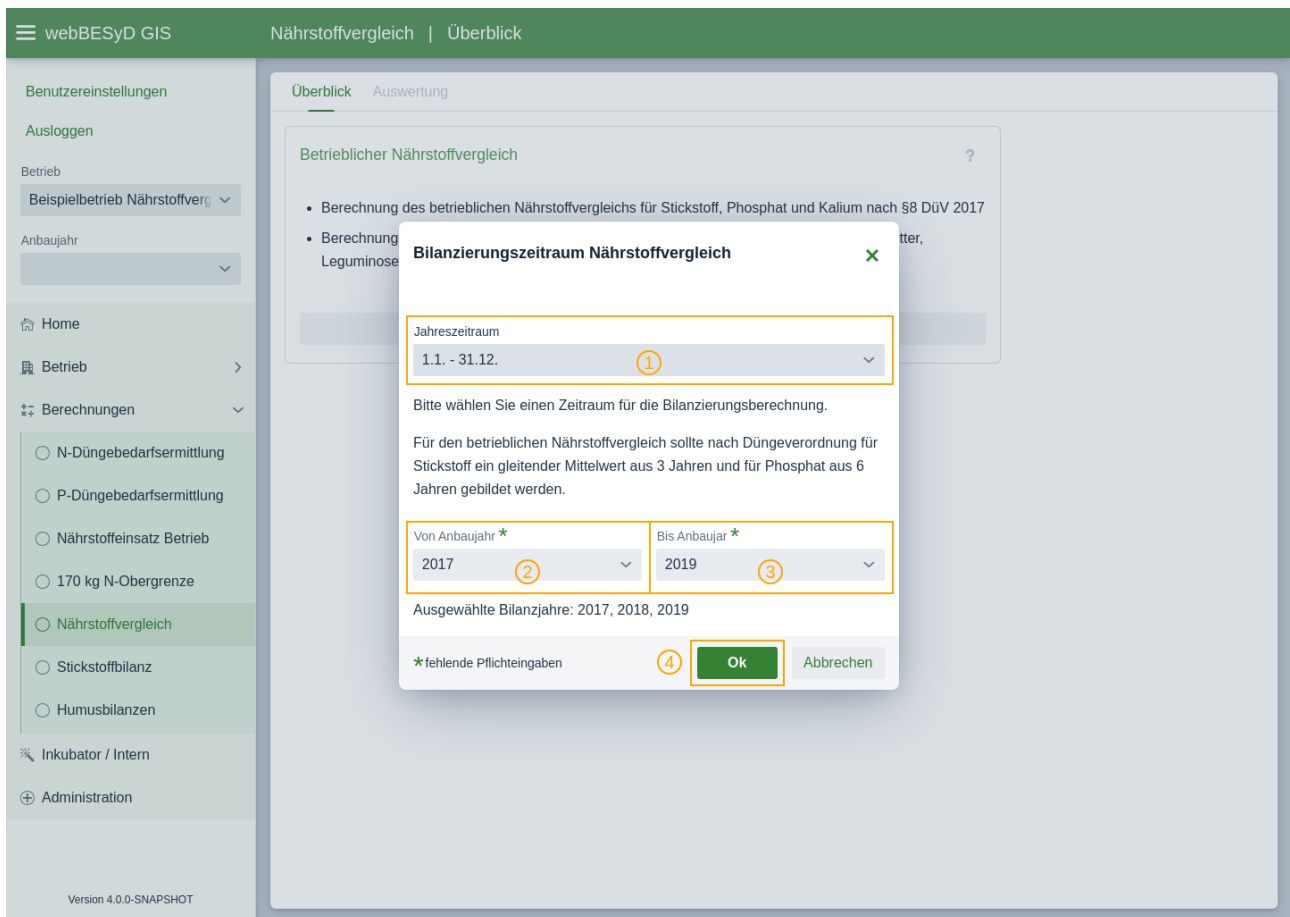 webBESyD GIS
Nährstoffvergleich | Überblick
Benutzereinstellungen
Ausloggen
Betrieb
Beispielbetrieb Nährstoffverg
Anbaujahr
Home
Betrieb
Berechnungen
N-Düngebedarfsermittlung
P-Düngebedarfsermittlung
Nährstoffeinsatz Betrieb
170 kg N-Obergrenze
Nährstoffvergleich
Stickstoffbilanz
Humusbilanzen
Inkubator / Intern
Administration
Version 4.0.0-SNAPSHOT
Überblick Auswertung
Betrieblicher Nährstoffvergleich ?
• Berechnung des betrieblichen Nährstoffvergleichs für Stickstoff, Phosphat und Kalium nach §8 DüV 2017
• Berechnung tter,
Leguminose
Bilanzierungszeitraum Nährstoffvergleich
Jahreszeitraum
1.1. - 31.12.
1
Bitte wählen Sie einen Zeitraum für die Bilanzierungsberechnung.
Für den betrieblichen Nährstoffvergleich sollte nach Düngeverordnung für
Stickstoff ein gleitender Mittelwert aus 3 Jahren und für Phosphat aus 6
Jahren gebildet werden.
Von Anbaujahr * Bis Anbaujar *
2017 2019
2 3
Ausgewählte Bilanzjahre: 2017, 2018, 2019
*fehlende Pflichteingaben 4 Ok Abbrechen